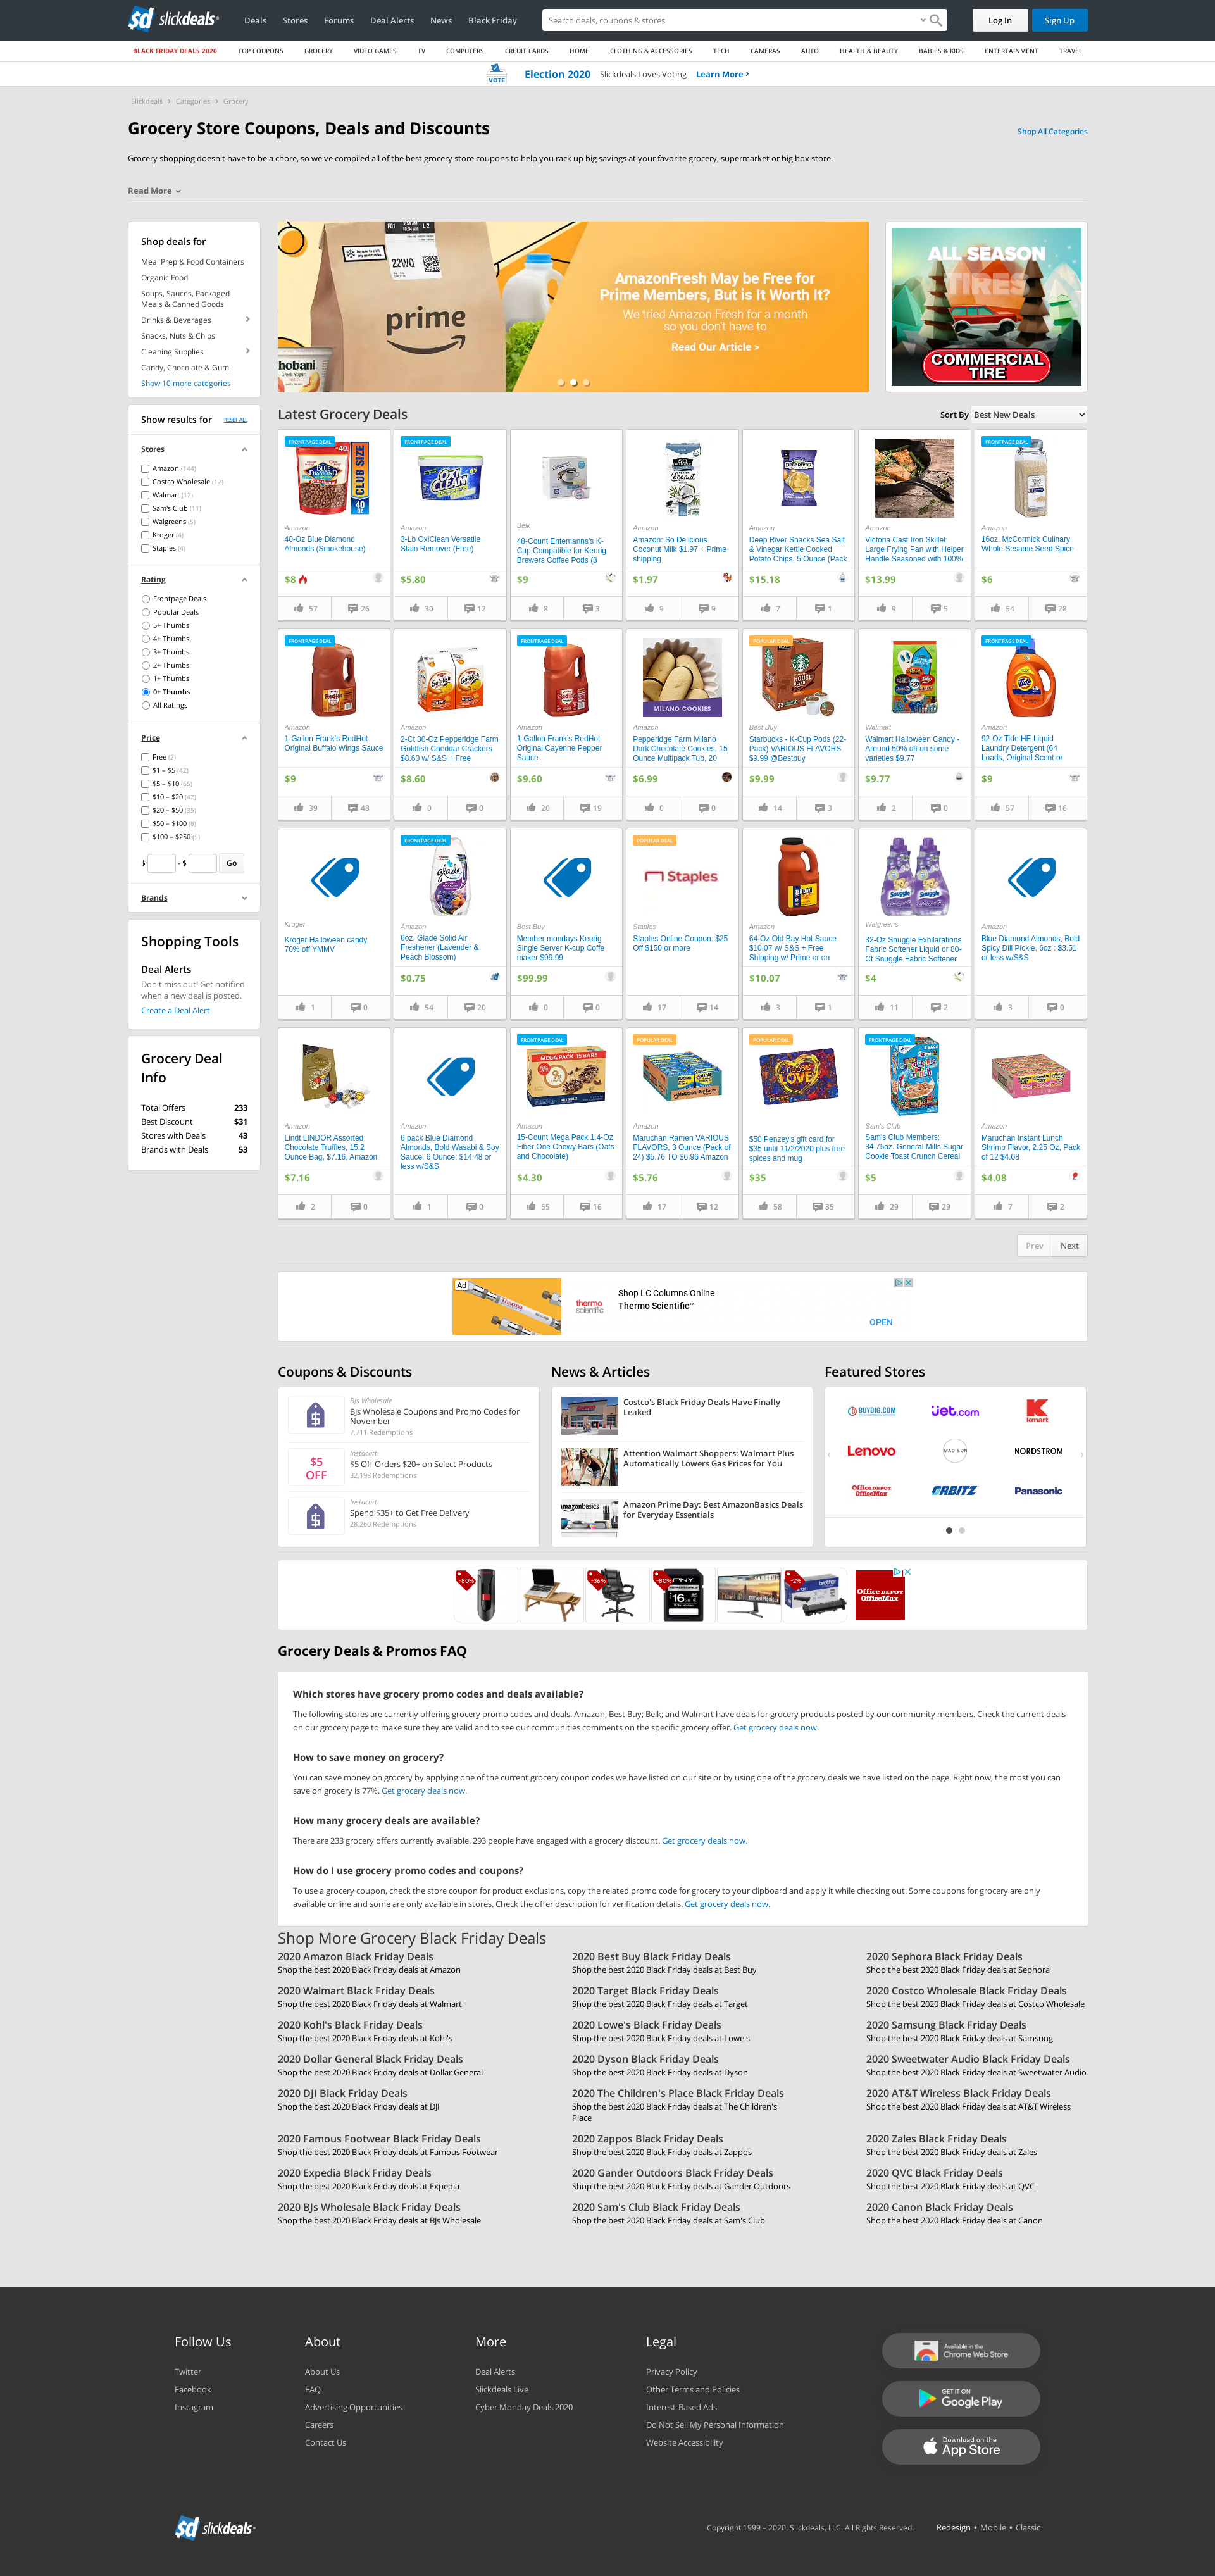 slickdeals
Deals Stores Forums Deal Alerts News Black Friday
Search deals, coupons & stores
Log In
Sign Up
BLACK FRIDAY DEALS 2020 TOP COUPONS GROCERY VIDEO GAMES TV COMPUTERS CREDIT CARDS HOME CLOTHING & ACCESSORIES TECH CAMERAS AUTO HEALTH & BEAUTY BABIES & KIDS ENTERTAINMENT TRAVEL
VOTE
Election 2020 Slickdeals Loves Voting Learn More
Slickdeals > Categories > Grocery
Grocery Store Coupons, Deals and Discounts
Shop All Categories
Grocery shopping doesn't have to be a chore, so we've compiled all of the best grocery store coupons to help you rack up big savings at your favorite grocery, supermarket or big box store.
Read More
Shop deals for
Meal Prep & Food Containers
Organic Food
Soups, Sauces, Packaged
Meals & Canned Goods
Drinks & Beverages
Snacks, Nuts & Chips
Cleaning Supplies
Candy, Chocolate & Gum
Show 10 more categories
Show results for
RESET ALL
Stores
Amazon (144)
Costco Wholesale (12)
Walmart (12)
Sam's Club (11)
Walgreens (5)
Kroger (4)
Staples (4)
Rating
Frontpage Deals
Popular Deals
5+ Thumbs
4+ Thumbs
3+ Thumbs
2+ Thumbs
1+ Thumbs
0+ Thumbs
All Ratings
Price
Free (2)
$1 – $5 (42)
$5 – $10 (65)
$10 – $20 (42)
$20 – $50 (35)
$50 – $100 (8)
$100 – $250 (5)
$ - $ Go
Brands
Shopping Tools
Deal Alerts
Don't miss out! Get notified
when a new deal is posted.
Create a Deal Alert
Grocery Deal
Info
Total Offers 233
Best Discount $31
Stores with Deals 43
Brands with Deals 53
22WQ
prime
hobani
AmazonFresh May be Free for
Prime Members, But is It Worth It?
We tried Amazon Fresh for a month
so you don't have to
Read Our Article >
ALL SEASON
TIRES
COMMERCIAL
TIRE
Latest Grocery Deals
Sort By Best New Deals
FRONTPAGE DEAL
Amazon
40-Oz Blue Diamond
Almonds (Smokehouse)
$8
57 26
FRONTPAGE DEAL
Amazon
3-Lb OxiClean Versatile
Stain Remover (Free)
$5.80
30 12
Belk
48-Count Entemanns's K-
Cup Compatible for Keurig
Brewers Coffee Pods (3
$9
8 3
Amazon
Amazon: So Delicious
Coconut Milk $1.97 + Prime
shipping
$1.97
9 9
Amazon
Deep River Snacks Sea Salt
& Vinegar Kettle Cooked
Potato Chips, 5 Ounce (Pack
$15.18
7 1
Amazon
Victoria Cast Iron Skillet
Large Frying Pan with Helper
Handle Seasoned with 100%
$13.99
9 5
FRONTPAGE DEAL
Amazon
16oz. McCormick Culinary
Whole Sesame Seed Spice
$6
54 28
FRONTPAGE DEAL
Amazon
1-Gallon Frank's RedHot
Original Buffalo Wings Sauce
$9
39 48
Amazon
2-Ct 30-Oz Pepperidge Farm
Goldfish Cheddar Crackers
$8.60 w/ S&S + Free
$8.60
0 0
FRONTPAGE DEAL
Amazon
1-Gallon Frank's RedHot
Original Cayenne Pepper
Sauce
$9.60
20 19
MILANO COOKIES
Amazon
Pepperidge Farm Milano
Dark Chocolate Cookies, 15
Ounce Multipack Tub, 20
$6.99
0 0
POPULAR DEAL
Best Buy
Starbucks - K-Cup Pods (22-
Pack) VARIOUS FLAVORS
$9.99 @Bestbuy
$9.99
14 3
Walmart
Walmart Halloween Candy -
Around 50% off on some
varieties $9.77
$9.77
2 0
FRONTPAGE DEAL
Amazon
92-Oz Tide HE Liquid
Laundry Detergent (64
Loads, Original Scent or
$9
57 16
Kroger
Kroger Halloween candy
70% off YMMV
1 0
FRONTPAGE DEAL
Amazon
6oz. Glade Solid Air
Freshener (Lavender &
Peach Blossom)
$0.75
54 20
Best Buy
Member mondays Keurig
Single Server K-cup Coffe
maker $99.99
$99.99
0 0
POPULAR DEAL
Staples
Staples
Staples Online Coupon: $25
Off $150 or more
17 14
Amazon
64-Oz Old Bay Hot Sauce
$10.07 w/ S&S + Free
Shipping w/ Prime or on
$10.07
3 1
Walgreens
32-Oz Snuggle Exhilarations
Fabric Softener Liquid or 80-
Ct Snuggle Fabric Softener
$4
11 2
Amazon
Blue Diamond Almonds, Bold
Spicy Dill Pickle, 6oz : $3.51
or less w/S&S
3 0
Amazon
Lindt LINDOR Assorted
Chocolate Truffles, 15.2
Ounce Bag, $7.16, Amazon
$7.16
2 0
Amazon
6 pack Blue Diamond
Almonds, Bold Wasabi & Soy
Sauce, 6 Ounce: $14.48 or
less w/S&S
1 0
FRONTPAGE DEAL
Amazon
15-Count Mega Pack 1.4-Oz
Fiber One Chewy Bars (Oats
and Chocolate)
$4.30
55 16
POPULAR DEAL
Amazon
Maruchan Ramen VARIOUS
FLAVORS, 3 Ounce (Pack of
24) $5.76 TO $6.96 Amazon
$5.76
17 12
POPULAR DEAL
$50 Penzey's gift card for
$35 until 11/2/2020 plus free
spices and mug
$35
58 35
FRONTPAGE DEAL
Sam's Club
Sam's Club Members:
34.75oz. General Mills Sugar
Cookie Toast Crunch Cereal
$5
29 29
Amazon
Maruchan Instant Lunch
Shrimp Flavor, 2.25 Oz, Pack
of 12 $4.08
$4.08
7 2
Prev Next
Ad
thermo
scientific
Shop LC Columns Online
Thermo Scientific™
OPEN
Coupons & Discounts
BJs Wholesale
BJs Wholesale Coupons and Promo Codes for
November
7,711 Redemptions
$5
OFF
Instacart
$5 Off Orders $20+ on Select Products
32,198 Redemptions
Instacart
Spend $35+ to Get Free Delivery
28,260 Redemptions
News & Articles
Costco's Black Friday Deals Have Finally
Leaked
Attention Walmart Shoppers: Walmart Plus
Automatically Lowers Gas Prices for You
amazonbasics
Amazon Prime Day: Best AmazonBasics Deals
for Everyday Essentials
Featured Stores
BUYDIG.COM
Jet.com
kmart
Lenovo
MADISON
NORDSTROM
Office DEPOT
OfficeMax
ORBITZ
Panasonic
-80%
-36%
-80%
PNY
16
-2%
brother
Office DEPOT
OfficeMax
Grocery Deals & Promos FAQ
Which stores have grocery promo codes and deals available?
The following stores are currently offering grocery promo codes and deals: Amazon; Best Buy; Belk; and Walmart have deals for grocery products posted by our community members. Check the current deals
on our grocery page to make sure they are valid and to see our communities comments on the specific grocery offer. Get grocery deals now.
How to save money on grocery?
You can save money on grocery by applying one of the current grocery coupon codes we have listed on our site or by using one of the grocery deals we have listed on the page. Right now, the most you can
save on grocery is 77%. Get grocery deals now.
How many grocery deals are available?
There are 233 grocery offers currently available. 293 people have engaged with a grocery discount. Get grocery deals now.
How do I use grocery promo codes and coupons?
To use a grocery coupon, check the store coupon for product exclusions, copy the related promo code for grocery to your clipboard and apply it while checking out. Some coupons for grocery are only
available online and some are only available in stores. Check the offer description for verification details. Get grocery deals now.
Shop More Grocery Black Friday Deals
2020 Amazon Black Friday Deals
Shop the best 2020 Black Friday deals at Amazon
2020 Best Buy Black Friday Deals
Shop the best 2020 Black Friday deals at Best Buy
2020 Sephora Black Friday Deals
Shop the best 2020 Black Friday deals at Sephora
2020 Walmart Black Friday Deals
Shop the best 2020 Black Friday deals at Walmart
2020 Target Black Friday Deals
Shop the best 2020 Black Friday deals at Target
2020 Costco Wholesale Black Friday Deals
Shop the best 2020 Black Friday deals at Costco Wholesale
2020 Kohl's Black Friday Deals
Shop the best 2020 Black Friday deals at Kohl's
2020 Lowe's Black Friday Deals
Shop the best 2020 Black Friday deals at Lowe's
2020 Samsung Black Friday Deals
Shop the best 2020 Black Friday deals at Samsung
2020 Dollar General Black Friday Deals
Shop the best 2020 Black Friday deals at Dollar General
2020 Dyson Black Friday Deals
Shop the best 2020 Black Friday deals at Dyson
2020 Sweetwater Audio Black Friday Deals
Shop the best 2020 Black Friday deals at Sweetwater Audio
2020 DJI Black Friday Deals
Shop the best 2020 Black Friday deals at DJI
2020 The Children's Place Black Friday Deals
Shop the best 2020 Black Friday deals at The Children's
Place
2020 AT&T Wireless Black Friday Deals
Shop the best 2020 Black Friday deals at AT&T Wireless
2020 Famous Footwear Black Friday Deals
Shop the best 2020 Black Friday deals at Famous Footwear
2020 Zappos Black Friday Deals
Shop the best 2020 Black Friday deals at Zappos
2020 Zales Black Friday Deals
Shop the best 2020 Black Friday deals at Zales
2020 Expedia Black Friday Deals
Shop the best 2020 Black Friday deals at Expedia
2020 Gander Outdoors Black Friday Deals
Shop the best 2020 Black Friday deals at Gander Outdoors
2020 QVC Black Friday Deals
Shop the best 2020 Black Friday deals at QVC
2020 BJs Wholesale Black Friday Deals
Shop the best 2020 Black Friday deals at BJs Wholesale
2020 Sam's Club Black Friday Deals
Shop the best 2020 Black Friday deals at Sam's Club
2020 Canon Black Friday Deals
Shop the best 2020 Black Friday deals at Canon
Follow Us
Twitter
Facebook
Instagram
About
About Us
FAQ
Advertising Opportunities
Careers
Contact Us
More
Deal Alerts
Slickdeals Live
Cyber Monday Deals 2020
Legal
Privacy Policy
Other Terms and Policies
Interest-Based Ads
Do Not Sell My Personal Information
Website Accessibility
Available in the
Chrome Web Store
GET IT ON
Google Play
Download on the
App Store
slickdeals
Copyright 1999 – 2020. Slickdeals, LLC. All Rights Reserved.
Redesign • Mobile • Classic